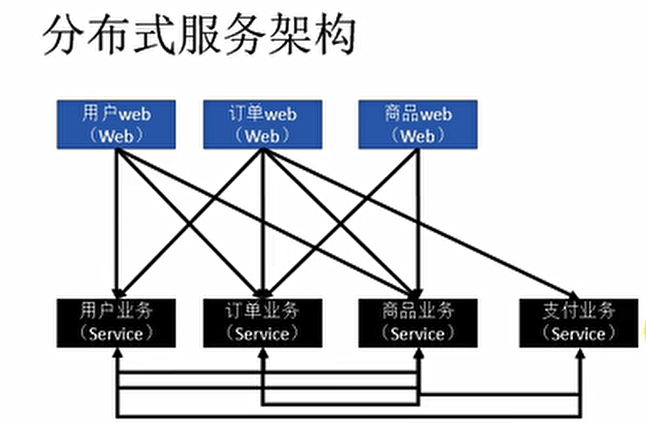 分布式服务架构
用户web
（Web）
订单web
（Web）
商品web
（Web）
用户业务
（Service）
订单业务
（Service）
商品业务
（Service）
支付业务
（Service）